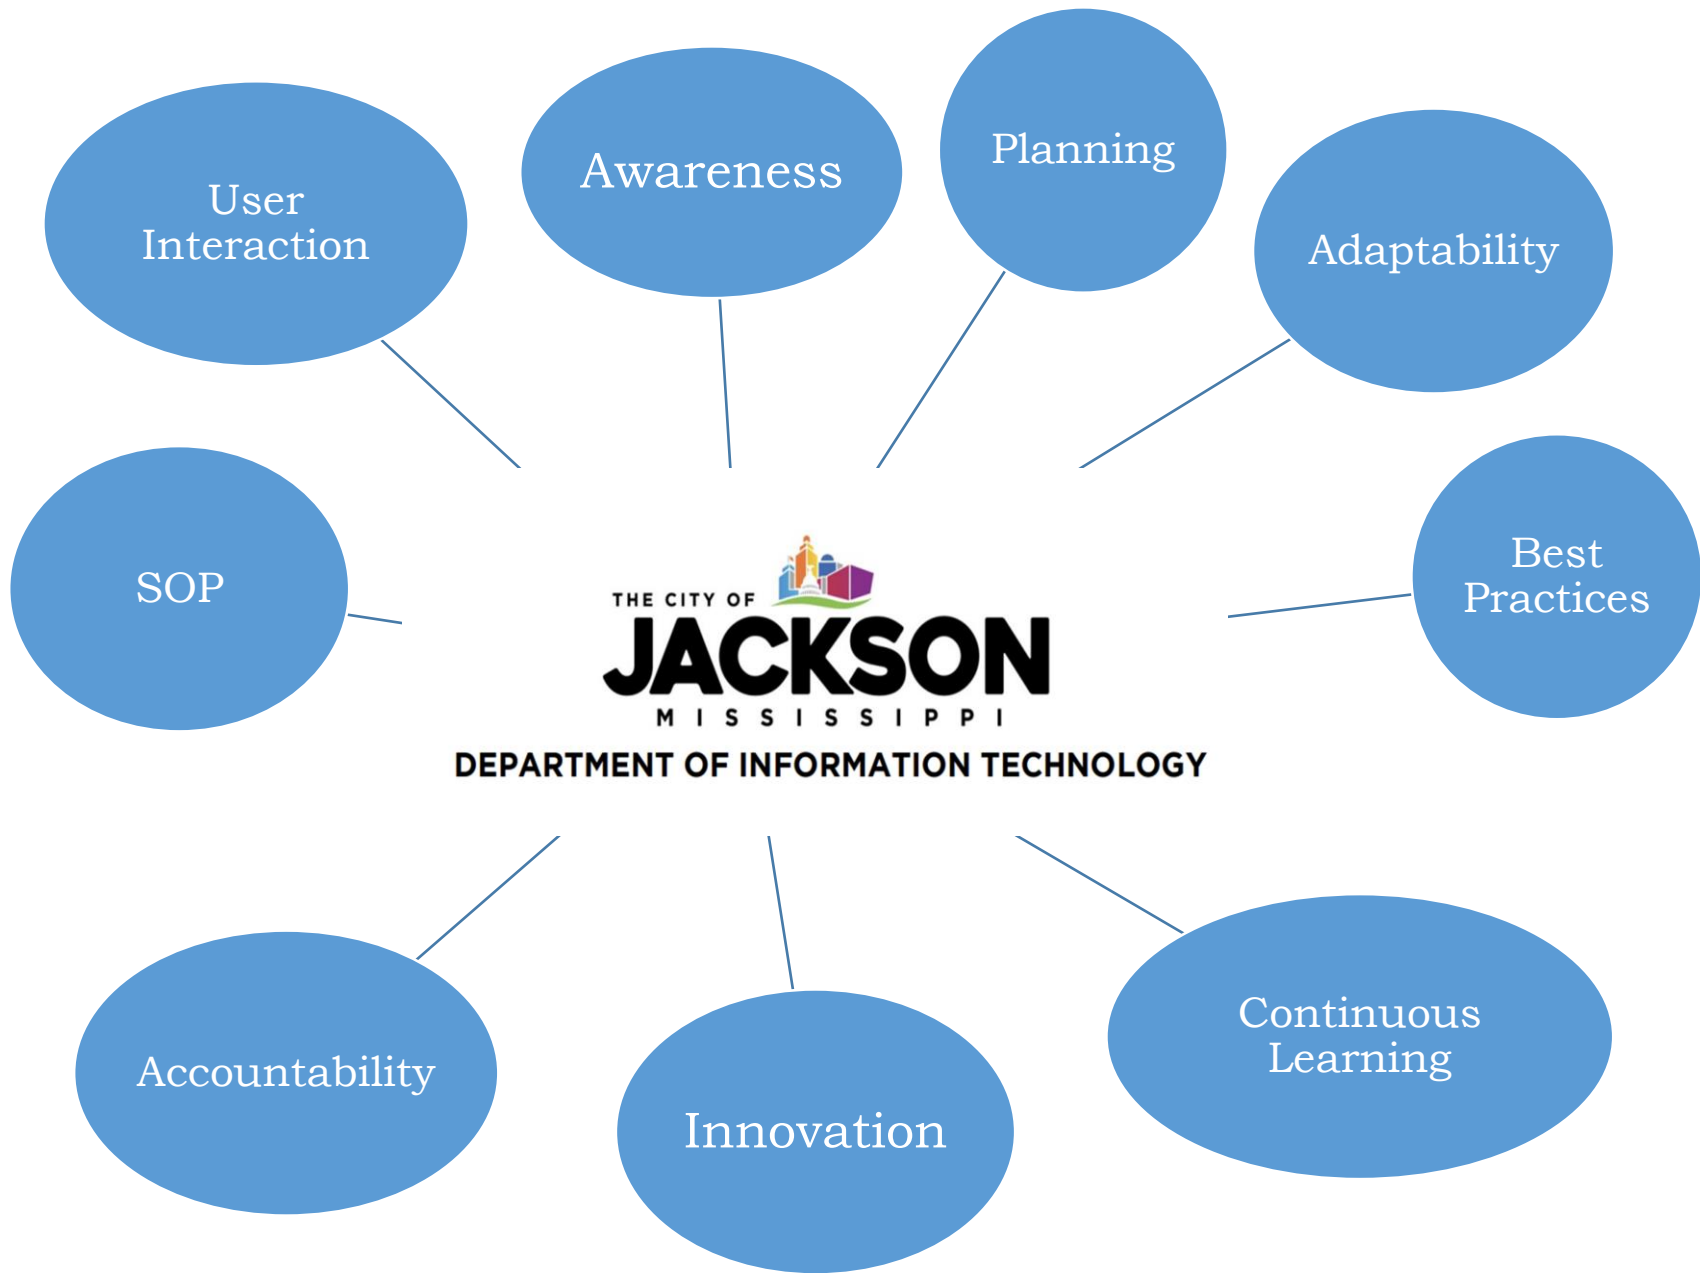 User
Interaction
Awareness
Planning
Adaptability
SOP
Best
Practices
THE CITY OF
JACKSON
MISSISSIPPI
DEPARTMENT OF INFORMATION TECHNOLOGY
Accountability
Innovation
Continuous
Learning